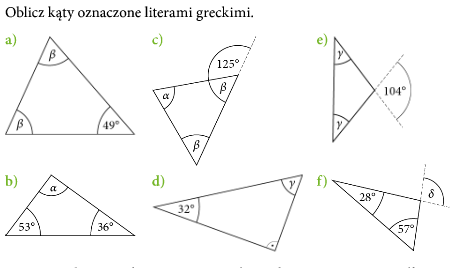 Oblicz kąty oznaczone literami greckimi.
a)
β
β
49°
c)
125°
α
β
β
e)
γ
104°
γ
b)
α
53°
36°
d)
32°
γ
f)
28°
δ
57°